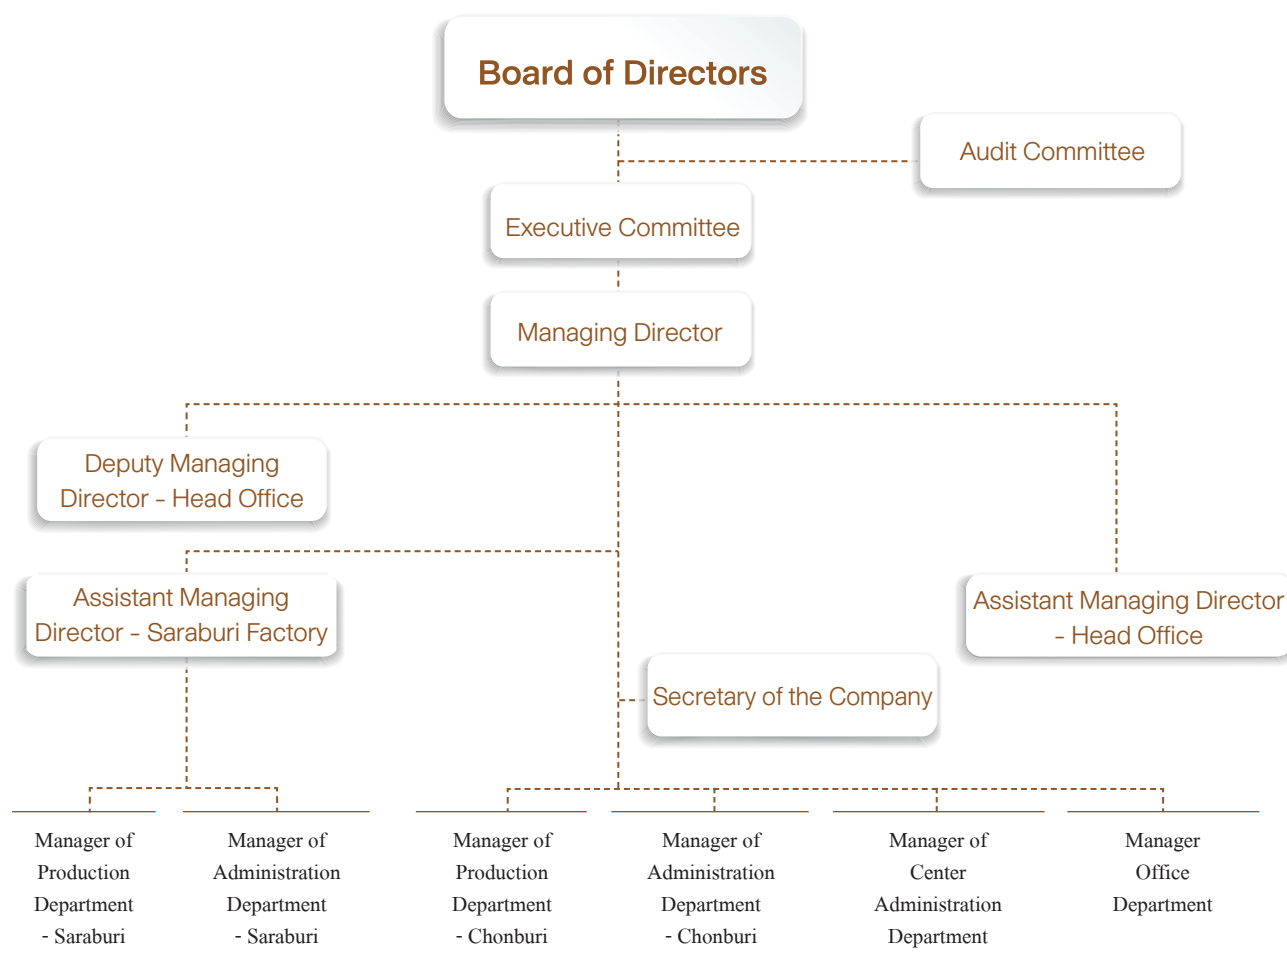 Board of Directors
Audit Committee
Executive Committee
Managing Director
Deputy Managing
Director - Head Office
Assistant Managing
Director - Saraburi Factory
Assistant Managing Director
- Head Office
Secretary of the Company
Manager of
Production
Department
- Saraburi
Manager of
Administration
Department
- Saraburi
Manager of
Production
Department
- Chonburi
Manager of
Administration
Department
- Chonburi
Manager of
Center
Administration
Department
Manager
Office
Department